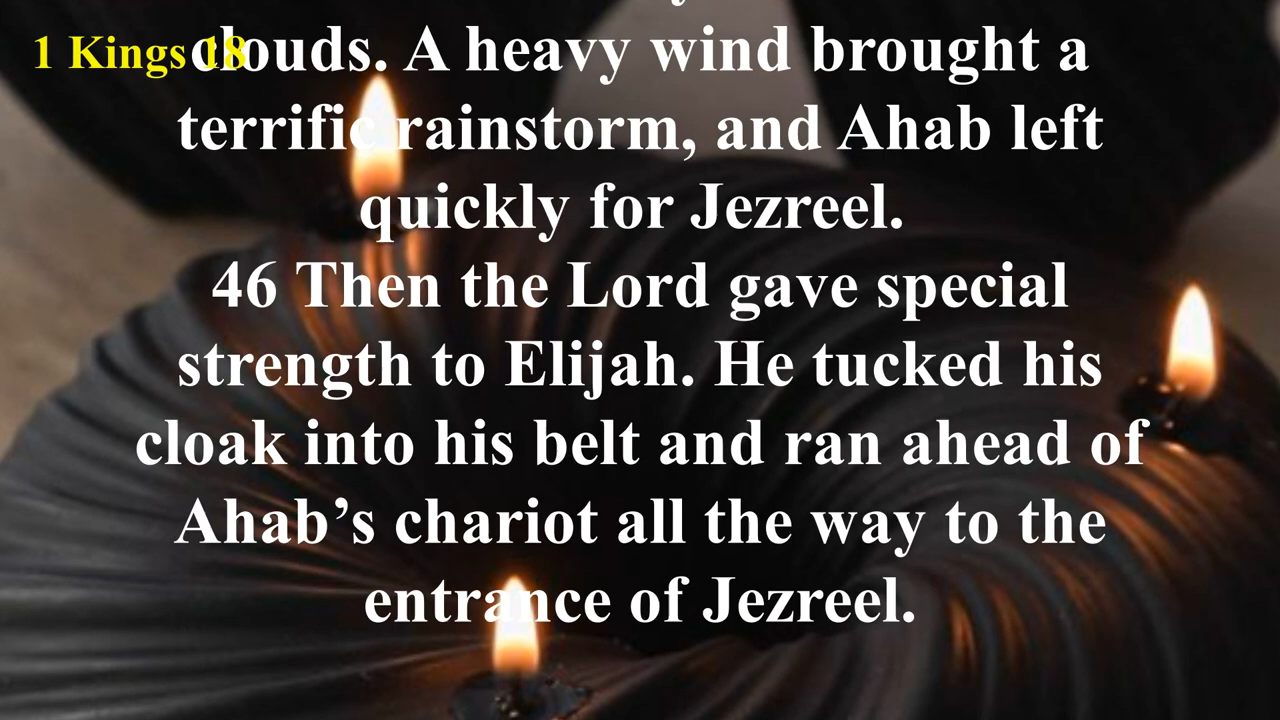 1 Kings 18
clouds. A heavy wind brought a
terrific rainstorm, and Ahab left
quickly for Jezreel.
46 Then the Lord gave special
strength to Elijah. He tucked his
cloak into his belt and ran ahead of
Ahab’s chariot all the way to the
entrance of Jezreel.